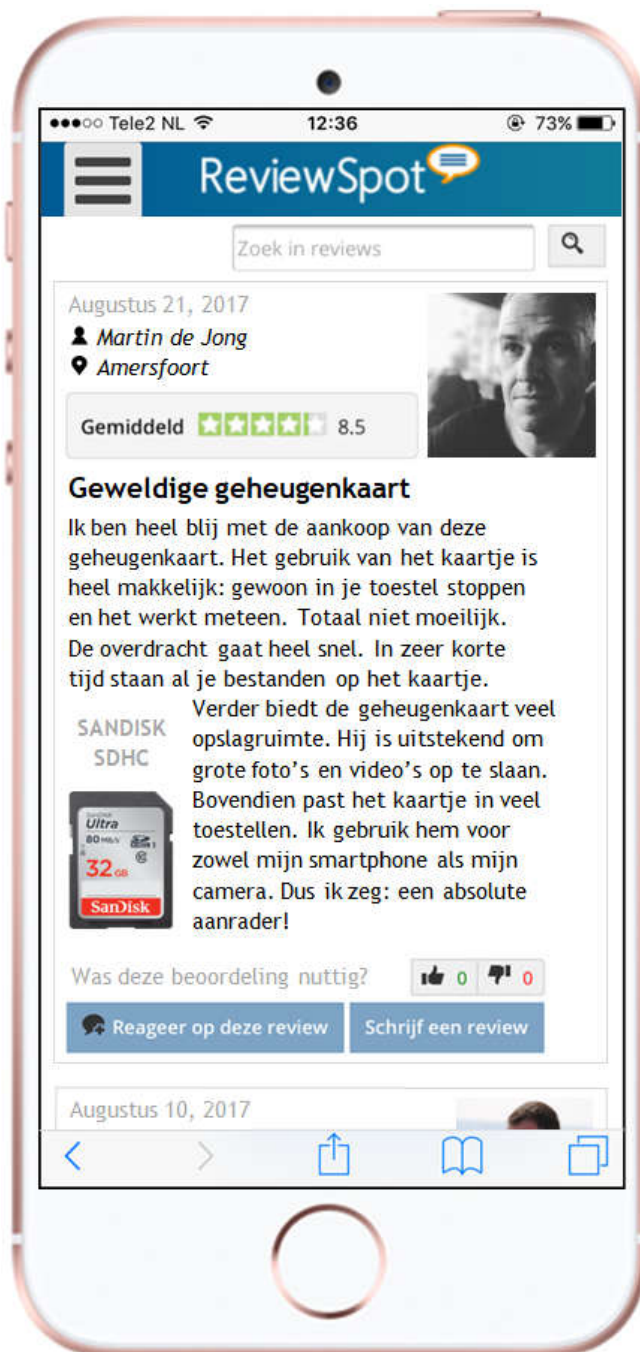 Tele2 NL 12:36 73%
ReviewSpot
Zoek in reviews
Augustus 21, 2017
Martin de Jong
Amersfoort
Gemiddeld 8.5
Geweldige geheugenkaart
Ik ben heel blij met de aankoop van deze
geheugenkaart. Het gebruik van het kaartje is
heel makkelijk: gewoon in je toestel stoppen
en het werkt meteen. Totaal niet moeilijk.
De overdracht gaat heel snel. In zeer korte
tijd staan al je bestanden op het kaartje.
SANDISK
SDHC
SanDisk
Ultra
80 MB/s
32 GB
SanDisk
Verder biedt de geheugenkaart veel
opslagruimte. Hij is uitstekend om
grote foto's en video's op te slaan.
Bovendien past het kaartje in veel
toestellen. Ik gebruik hem voor
zowel mijn smartphone als mijn
camera. Dus ik zeg: een absolute
aanrader!
Was deze beoordeling nuttig? 0 0
Reageer op deze review Schrijf een review
Augustus 10, 2017